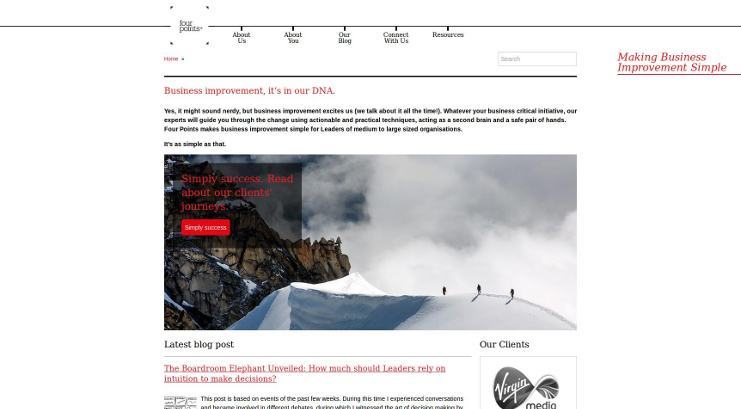 four
points
About
Us
About
You
Our
Blog
Connect
With Us
Resources
Home »
Search
Making Business
Improvement Simple
Business improvement, it's in our DNA.
Yes, it might sound nerdy, but business improvement excites us (we talk about it all the time!). Whatever your business critical initiative, our
experts will guide you through the change using actionable and practical techniques, acting as a second brain and a safe pair of hands.
Four Points makes business improvement simple for Leaders of medium to large sized organisations.
It's as simple as that.
Simply success. Read
about our clients'
journeys.
Simply success
Latest blog post
Our Clients
The Boardroom Elephant Unveiled: How much should Leaders rely on
intuition to make decisions?
This post is based on events of the past few weeks. During this time I experienced conversations
and became involved in different debates, during which I witnessed the art of decision making by
Virgin
media